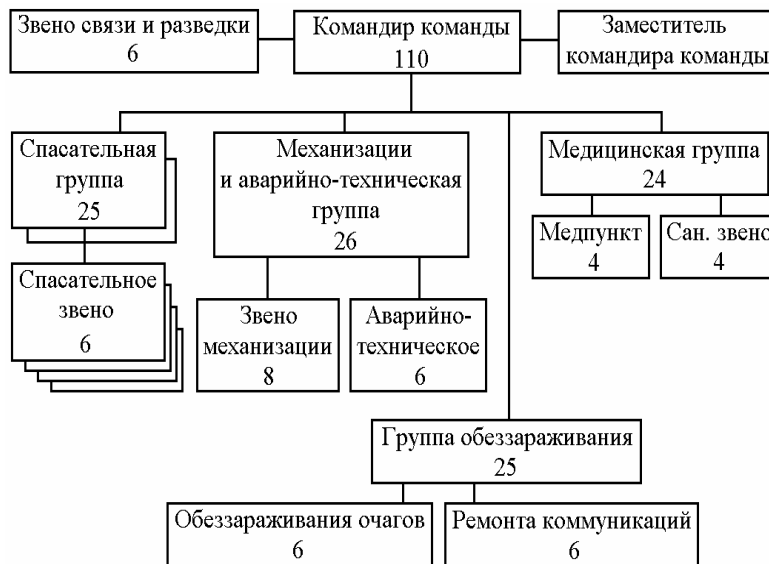 Звено связи и разведки
6
Командир команды
110
Заместитель
командира команды
Спасательная
группа
25
Механизации
и аварийно-техническая
группа
26
Медицинская группа
24
Медпункт
4
Сан. звено
4
Спасательное
звено
6
Звено
механизации
8
Аварийно-
техническое
6
Группа обеззараживания
25
Обеззараживания очагов
6
Ремонта коммуникаций
6